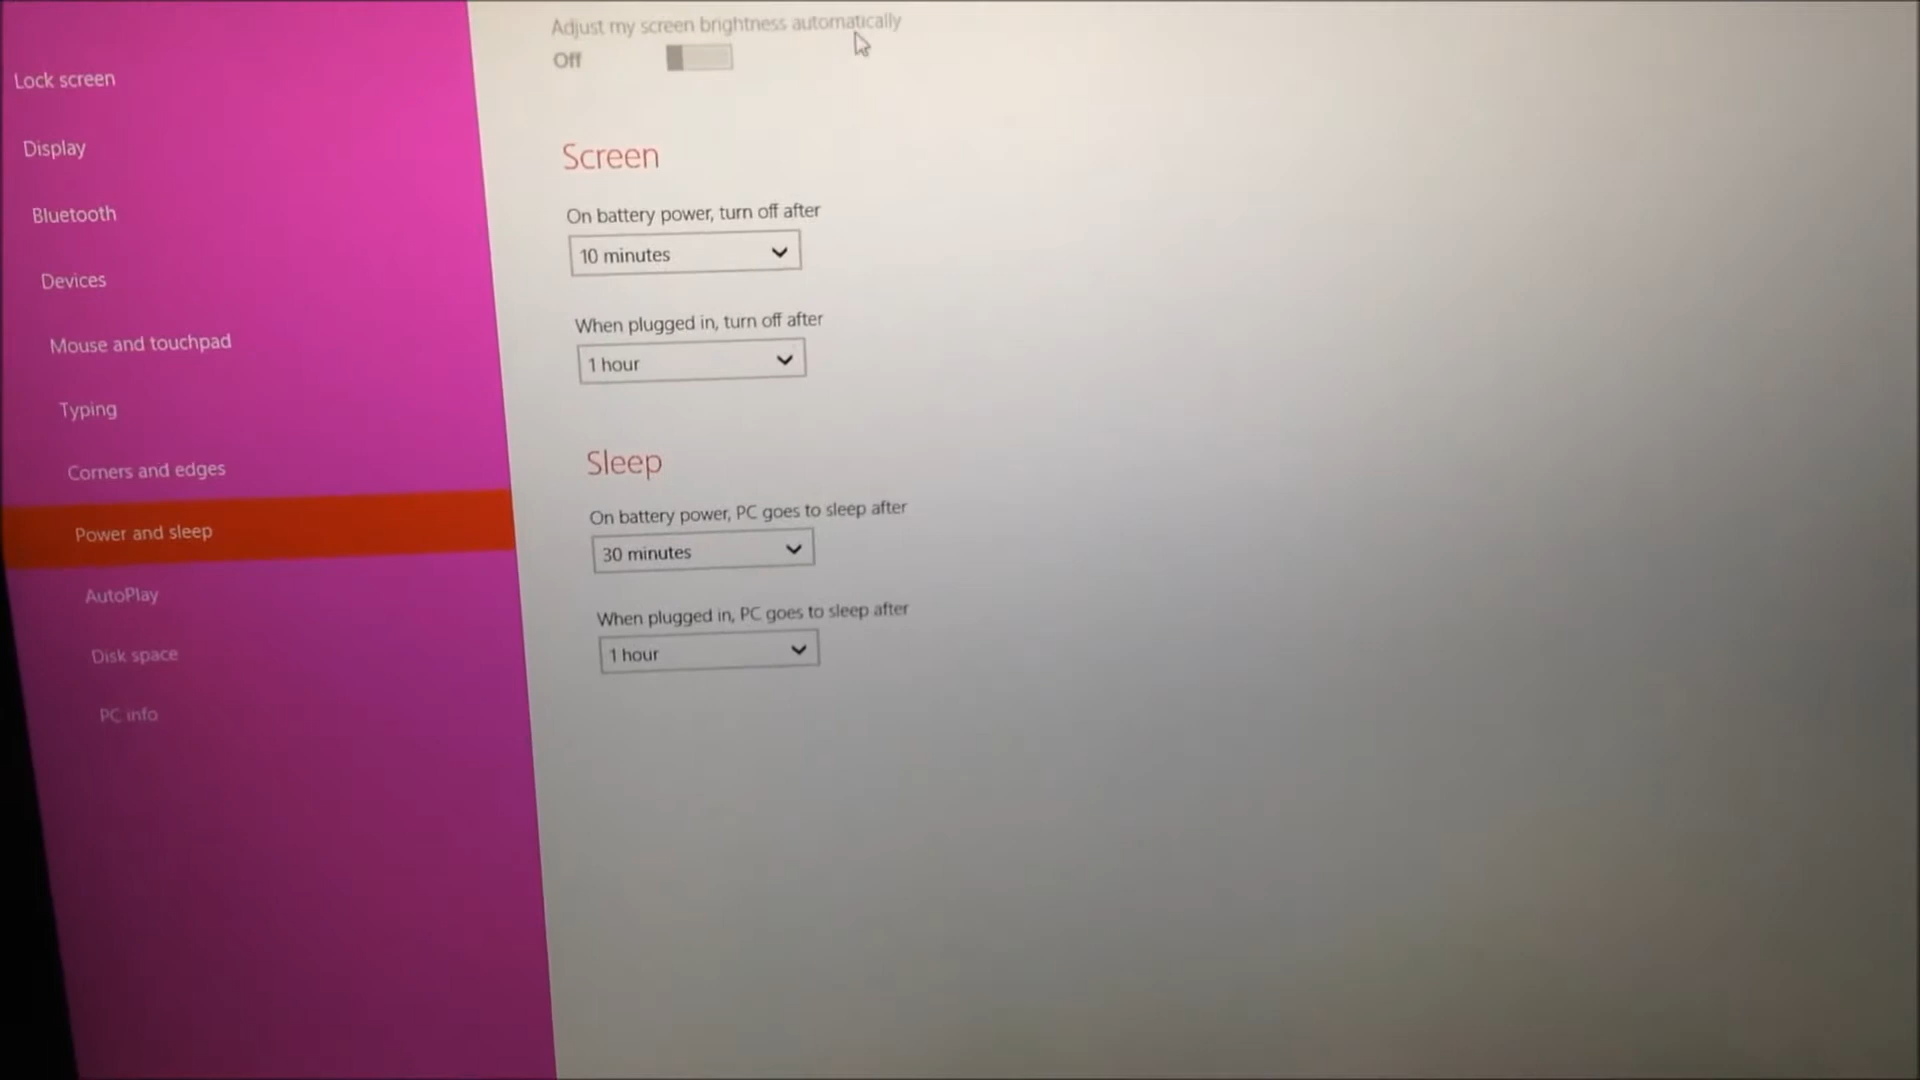 Lock screen
Display
Bluetooth
Devices
Mouse and touchpad
Typing
Corners and edges
Power and sleep
AutoPlay
Disk space
PC info
Adjust my screen brightness automatically
Off
Screen
On battery power, turn off after
10 minutes
When plugged in, turn off after
1 hour
Sleep
On battery power, PC goes to sleep after
30 minutes
When plugged in, PC goes to sleep after
1 hour